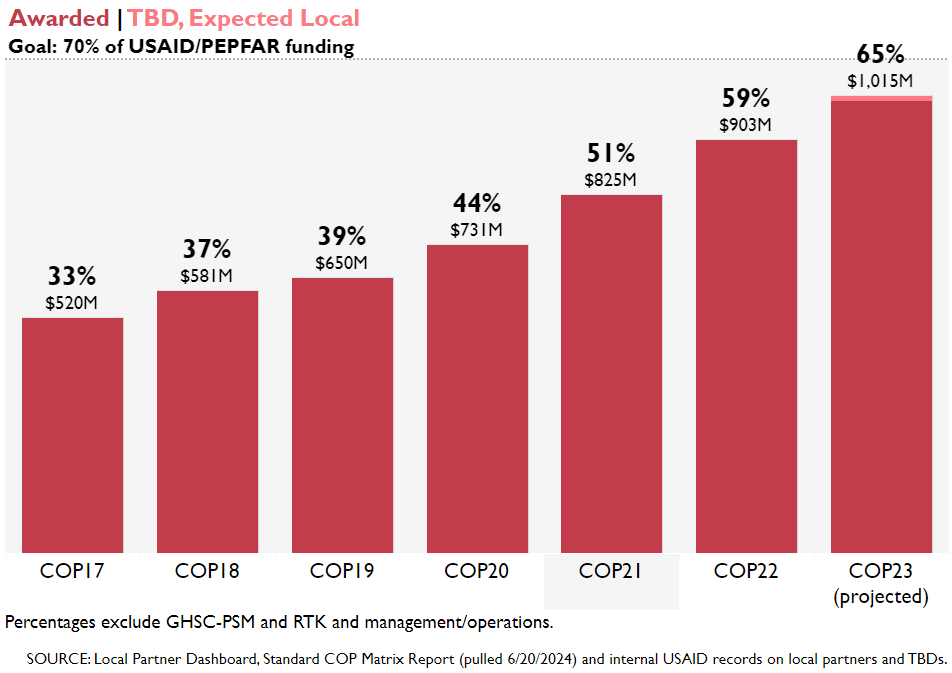 Awarded | TBD, Expected Local
Goal: 70% of USAID/PEPFAR funding
65%
$1,015M
59%
$903M
51%
$825M
44%
$731M
39%
$650M
37%
$581M
33%
$520M
COP17 COP18 COP19 COP20 COP21 COP22 COP23
(projected)
Percentages exclude GHSC-PSM and RTK and management/operations.
SOURCE: Local Partner Dashboard, Standard COP Matrix Report (pulled 6/20/2024) and internal USAID records on local partners and TBDs.